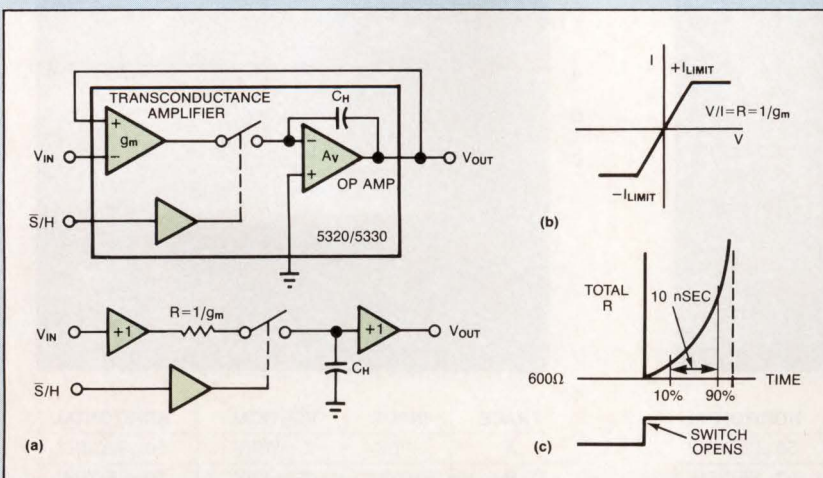 TRANSCONDUCTANCE
AMPLIFIER
CH
+
gm
−
VIN
−
AV
+
VOUT
OP AMP
S̅/H
5320/5330
VIN
+1
R=1/gm
+1
VOUT
S̅/H
CH
(a)
I
+ILIMIT
V/I=R=1/gm
V
−ILIMIT
(b)
TOTAL
R
10 nSEC
600Ω
TIME
10%
90%
SWITCH
OPENS
(c)